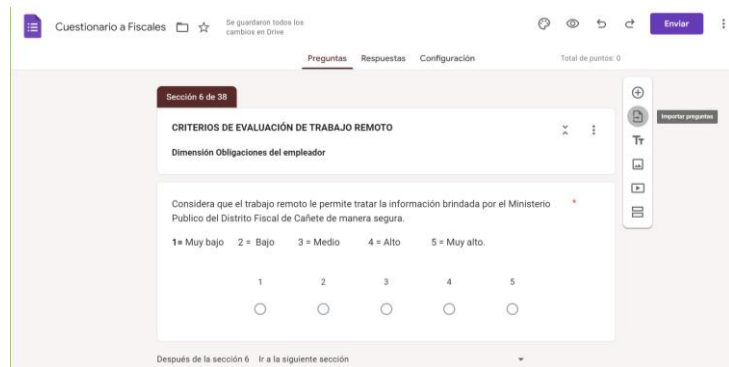 Cuestionario a Fiscales
Se guardaron todos los
cambios en Drive
Enviar
Preguntas Respuestas Configuración
Total de puntos: 0
Sección 6 de 38
CRITERIOS DE EVALUACIÓN DE TRABAJO REMOTO
Dimensión Obligaciones del empleador
Importar preguntas
Tт
Considera que el trabajo remoto le permite tratar la información brindada por el Ministerio *
Publico del Distrito Fiscal de Cañete de manera segura.
1= Muy bajo 2 = Bajo 3 = Medio 4 = Alto 5 = Muy alto.
1 2 3 4 5
Después de la sección 6 Ir a la siguiente sección